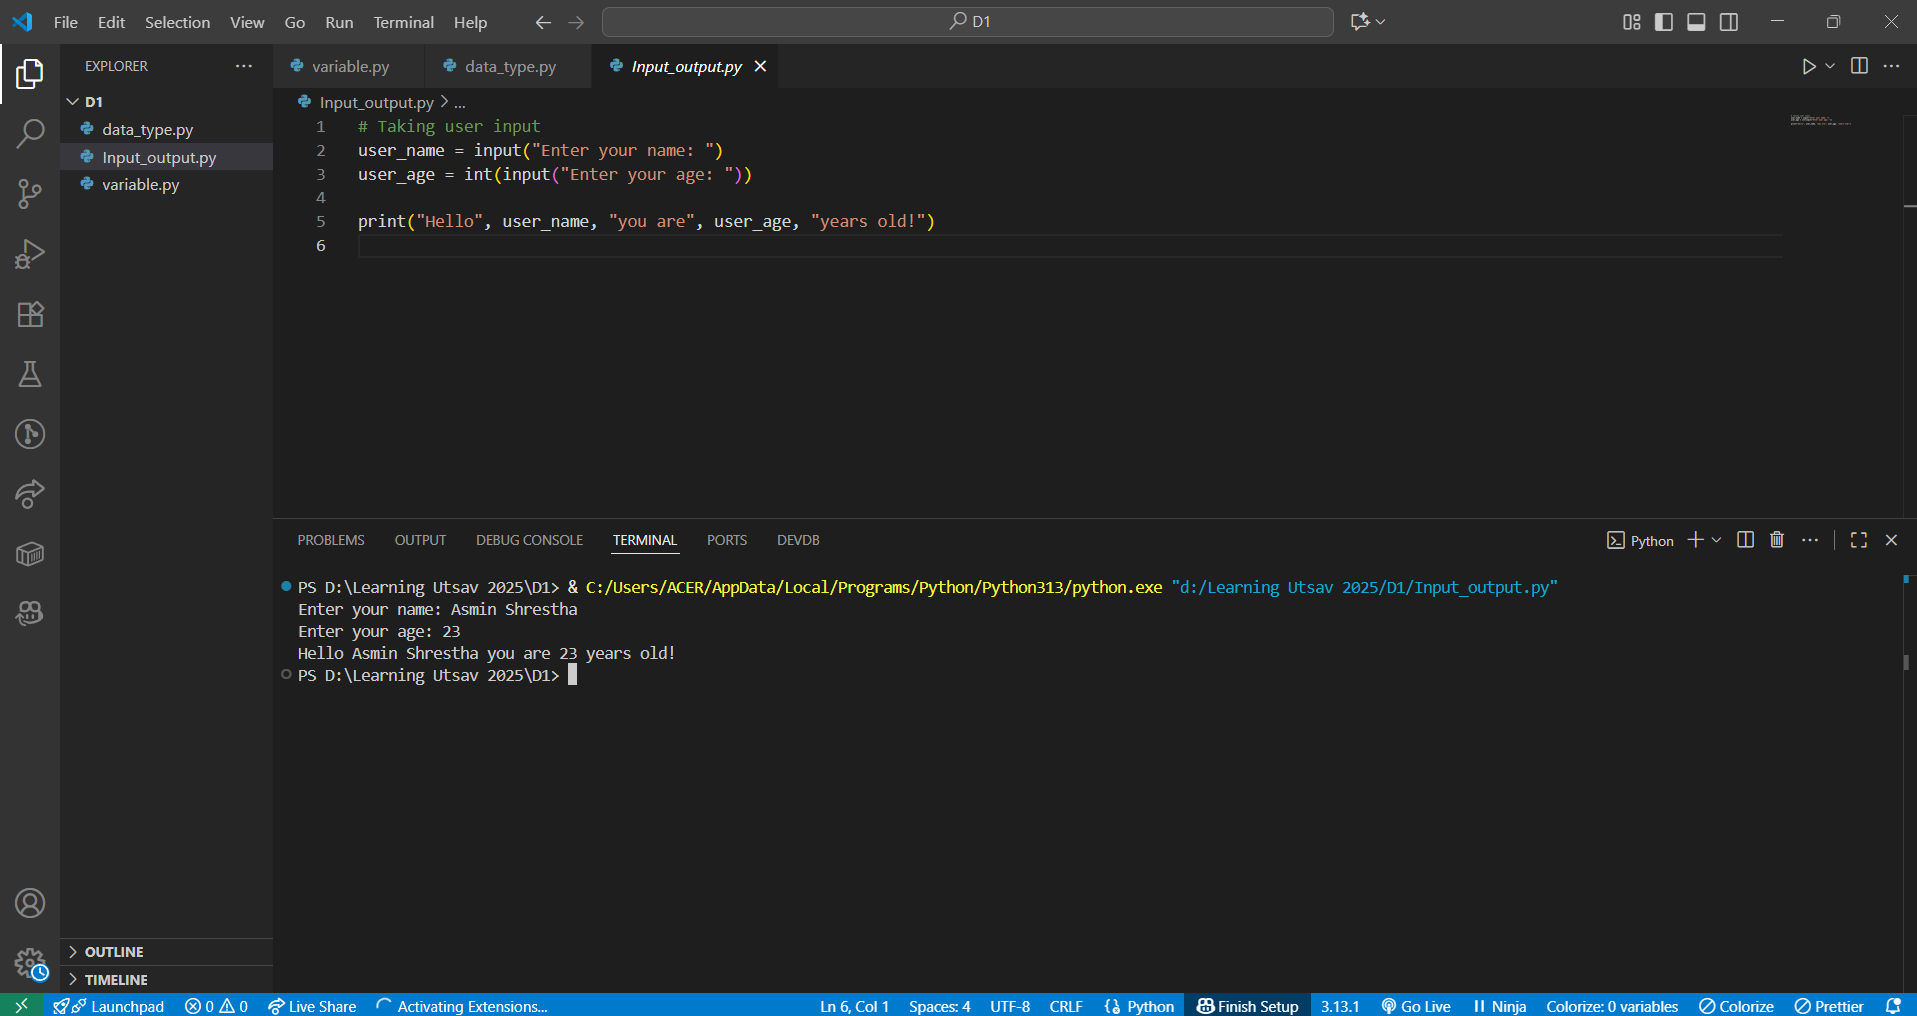 File Edit Selection View Go Run Terminal Help
D1
EXPLORER
D1
data_type.py
Input_output.py
variable.py
variable.py data_type.py Input_output.py
Input_output.py > ...
1 # Taking user input
2 user_name = input("Enter your name: ")
3 user_age = int(input("Enter your age: "))
4
5 print("Hello", user_name, "you are", user_age, "years old!")
6
PROBLEMS OUTPUT DEBUG CONSOLE TERMINAL PORTS DEVDB
Python
PS D:\Learning Utsav 2025\D1> & C:/Users/ACER/AppData/Local/Programs/Python/Python313/python.exe "d:/Learning Utsav 2025/D1/Input_output.py"
Enter your name: Asmin Shrestha
Enter your age: 23
Hello Asmin Shrestha you are 23 years old!
PS D:\Learning Utsav 2025\D1>
OUTLINE
TIMELINE
Launchpad 0 0 Live Share Activating Extensions... Ln 6, Col 1 Spaces: 4 UTF-8 CRLF Python Finish Setup 3.13.1 Go Live Ninja Colorize: 0 variables Colorize Prettier